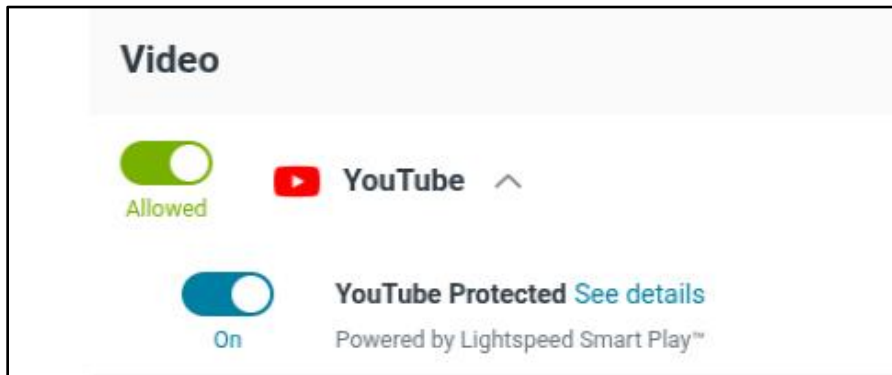 Video
YouTube
Allowed
YouTube Protected See details
On
Powered by Lightspeed Smart Play™